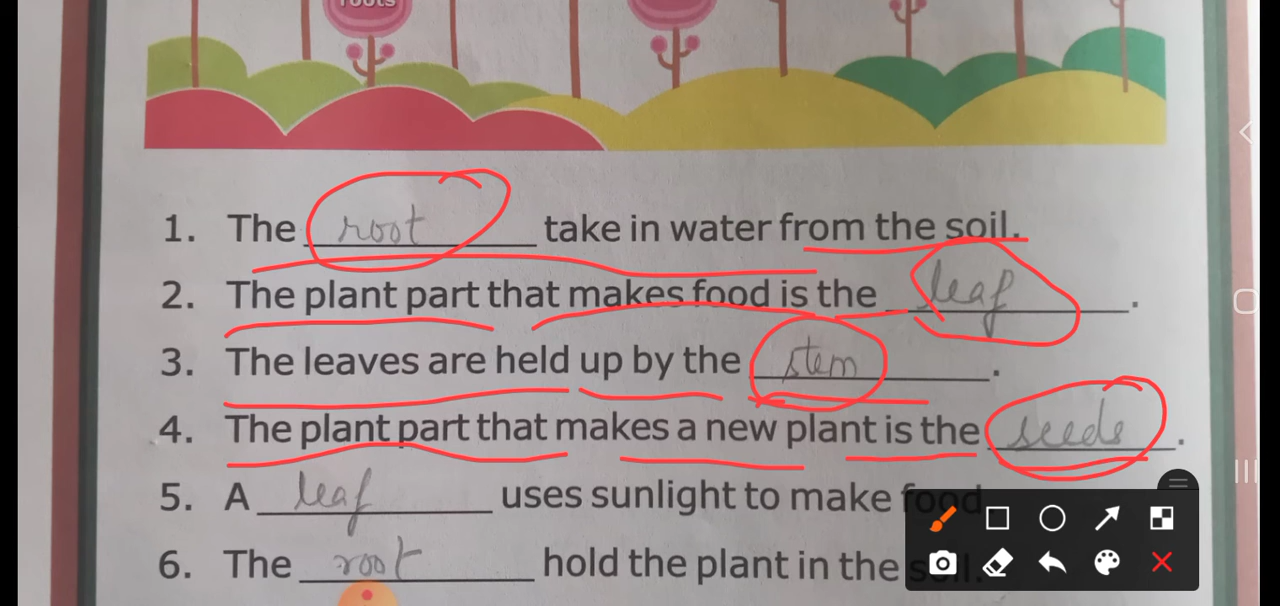 roots
1. The root take in water from the soil.
2. The plant part that makes food is the leaf.
3. The leaves are held up by the stem.
4. The plant part that makes a new plant is the seeds.
5. A leaf uses sunlight to make food
6. The root hold the plant in the soil.